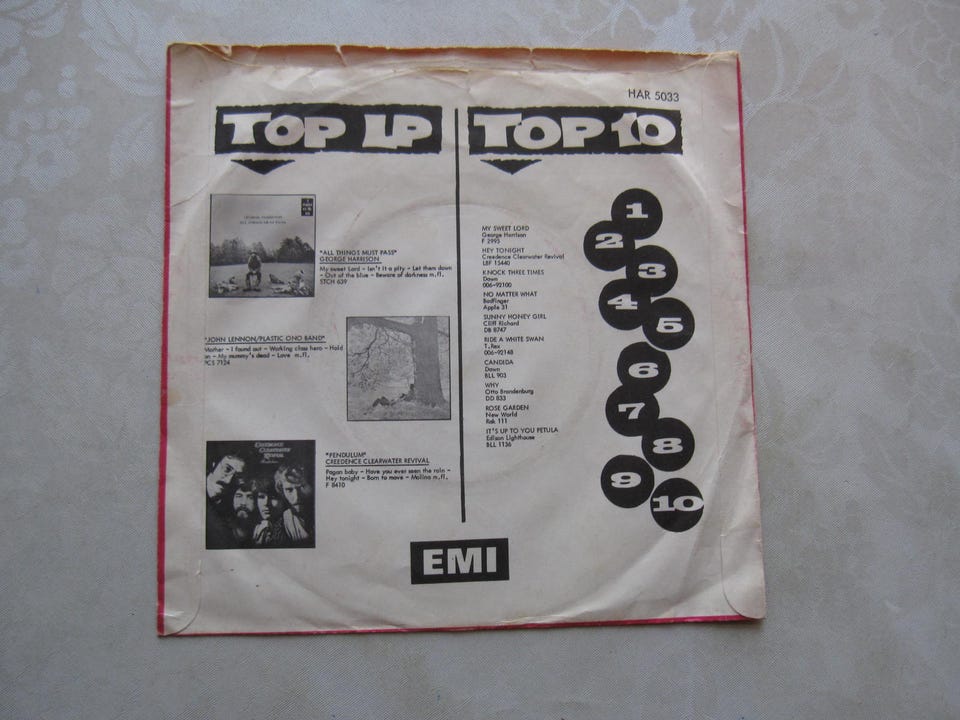 HAR 5033
TOP LP
"ALL THINGS MUST PASS"
GEORGE HARRISON
My sweet Lord - Isn't it a pity - Let them down
- Out of the blue - Beware of darkness m.fl.
STCH 639
"JOHN LENNON/PLASTIC ONO BAND"
Mother - I found out - Working class hero - Hold
on - My mummy's dead - Love m.fl.
PCS 7124
CREEDENCE
CLEARWATER
REVIVAL
"PENDULUM"
CREEDENCE CLEARWATER REVIVAL
Pagan baby - Have you ever seen the rain -
Hey tonight - Born to move - Molina m.fl.
F 8410
TOP 10
MY SWEET LORD
George Harrison
F 2995
HEY TONIGHT
Creedence Clearwater Revival
LBF 15440
KNOCK THREE TIMES
Dawn
006-92100
NO MATTER WHAT
Badfinger
Apple 31
SUNNY HONEY GIRL
Cliff Richard
DB 8747
RIDE A WHITE SWAN
T. Rex
006-92148
CANDIDA
Dawn
BLL 903
WHY
Otto Brandenburg
DD 833
ROSE GARDEN
New World
Rak 111
IT'S UP TO YOU PETULA
Edison Lighthouse
BLL 1136
1
2
3
4
5
6
7
8
9
10
EMI